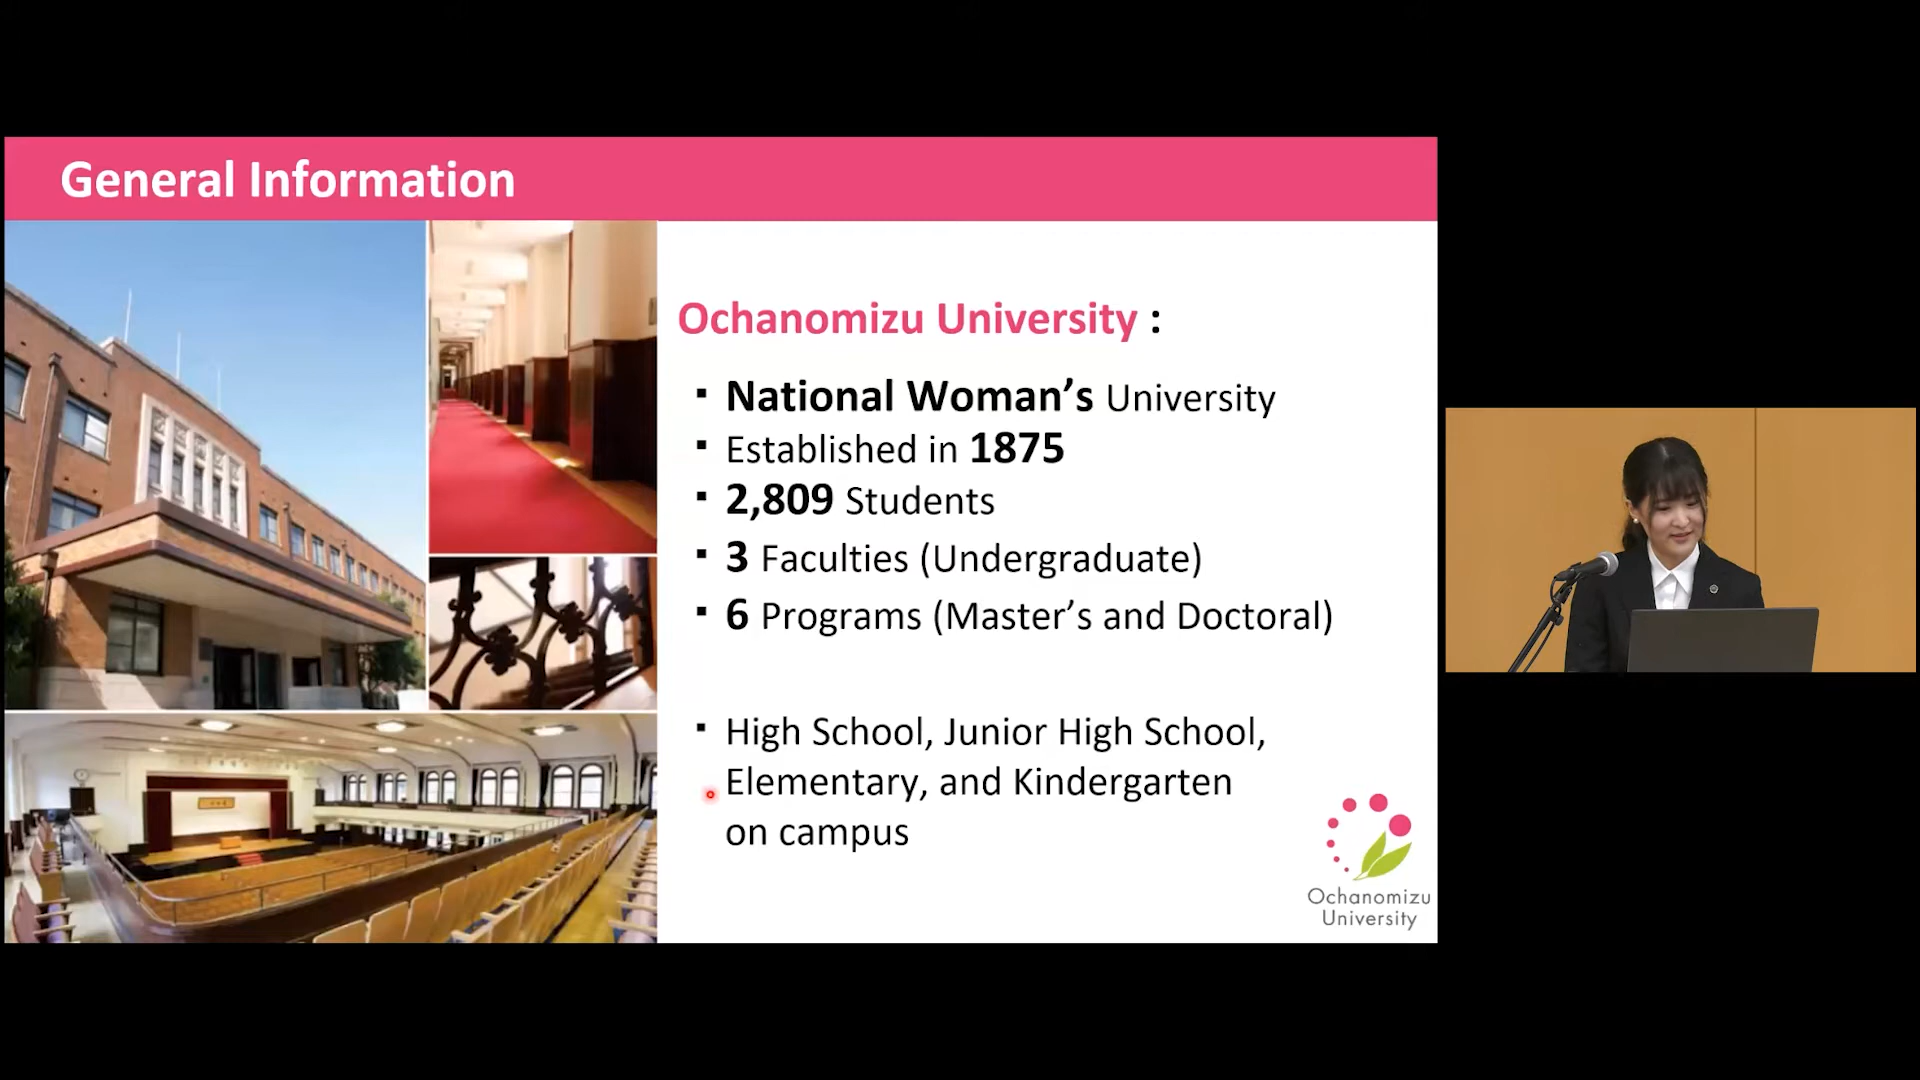 General Information
Ochanomizu University :
▪ National Woman’s University
▪ Established in 1875
▪ 2,809 Students
▪ 3 Faculties (Undergraduate)
▪ 6 Programs (Master’s and Doctoral)
▪ High School, Junior High School,
Elementary, and Kindergarten
on campus
Ochanomizu
University